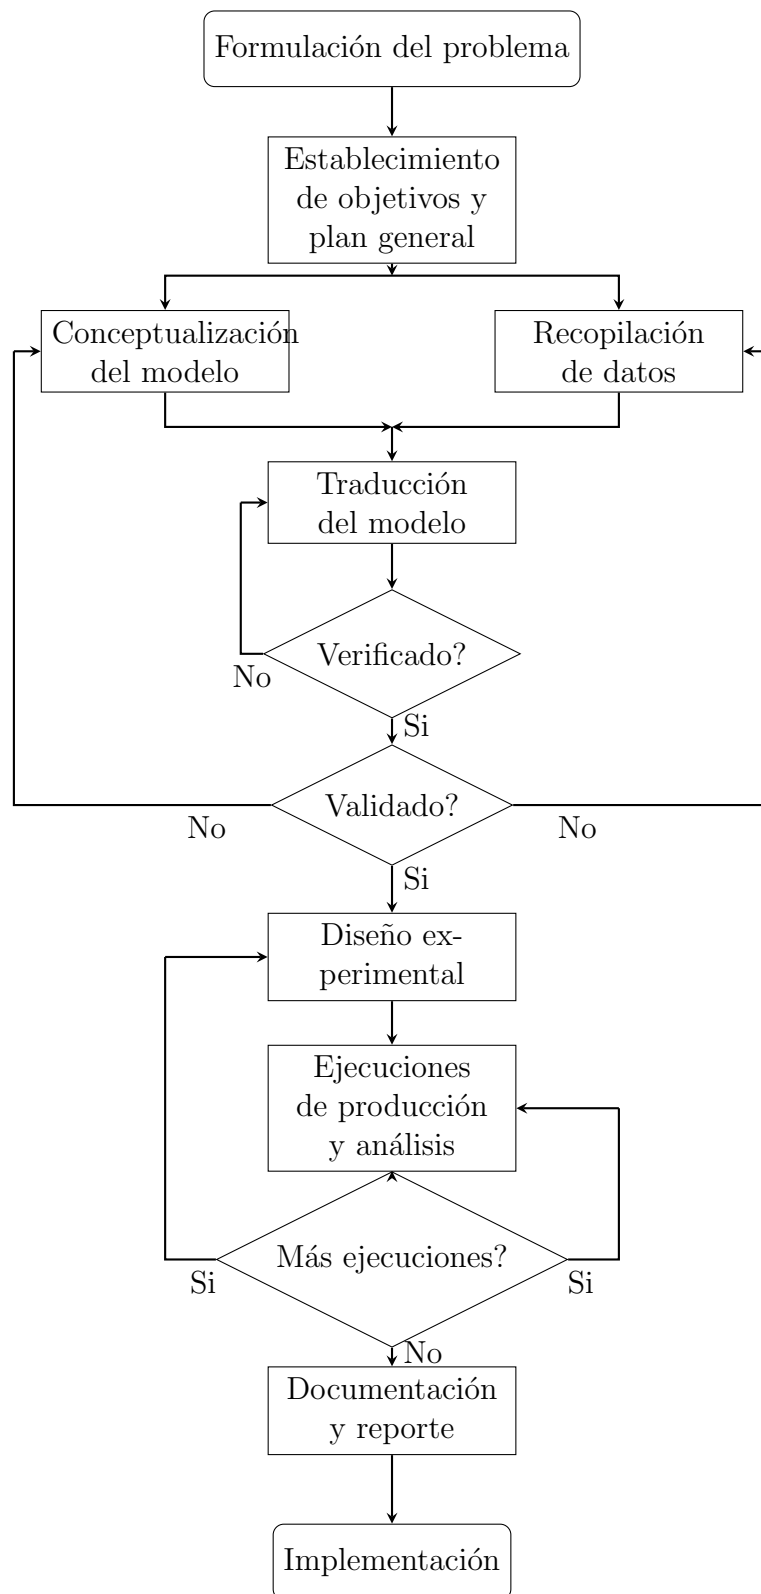 Formulación del problema
Establecimiento
de objetivos y
plan general
Conceptualización
del modelo
Recopilación
de datos
Traducción
del modelo
Verificado?
No
Si
Validado?
No
No
Si
Diseño ex-
perimental
Ejecuciones
de producción
y análisis
Más ejecuciones?
Si
Si
No
Documentación
y reporte
Implementación